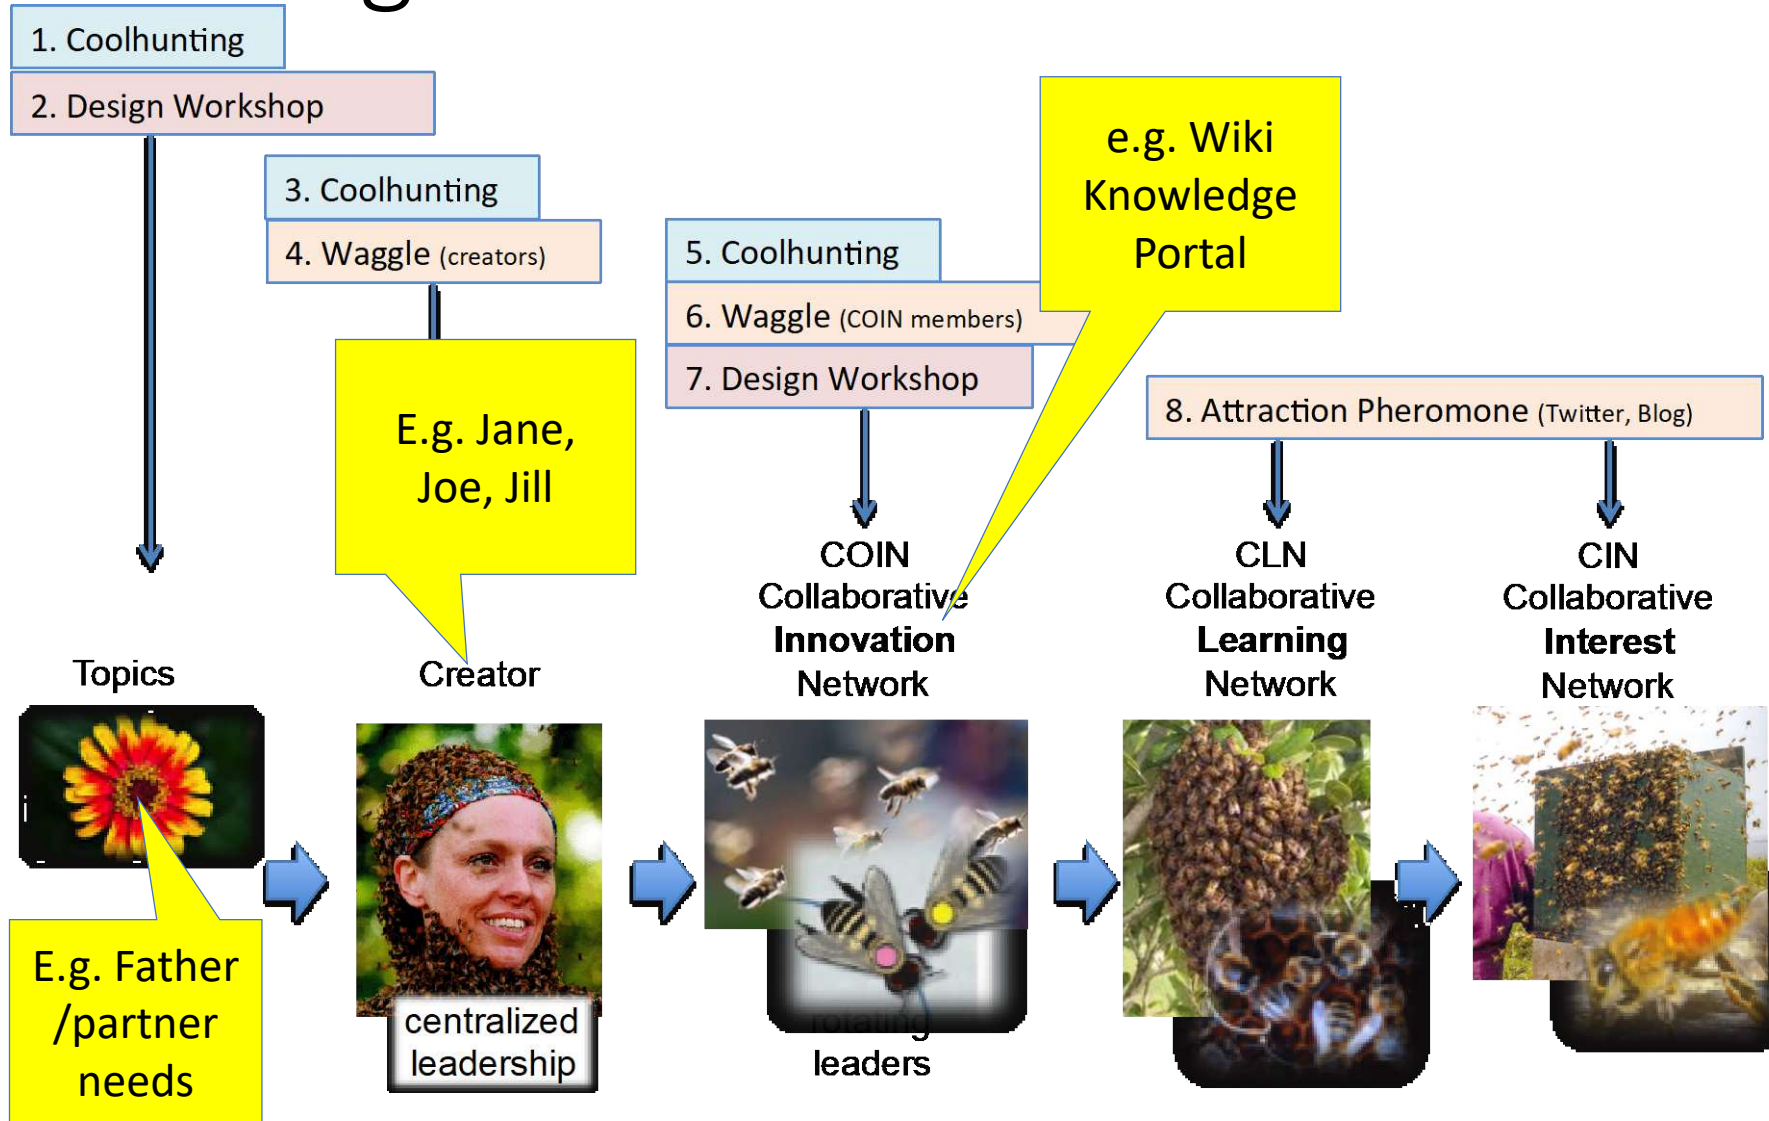 g
1. Coolhunting
2. Design Workshop
3. Coolhunting
4. Waggle (creators)
5. Coolhunting
6. Waggle (COIN members)
7. Design Workshop
e.g. Wiki
Knowledge
Portal
8. Attraction Pheromone (Twitter, Blog)
E.g. Jane,
Joe, Jill
Topics
Creator
COIN
Collaborative
Innovation
Network
CLN
Collaborative
Learning
Network
CIN
Collaborative
Interest
Network
E.g. Father
/partner
needs
centralized
leadership
rotating
leaders